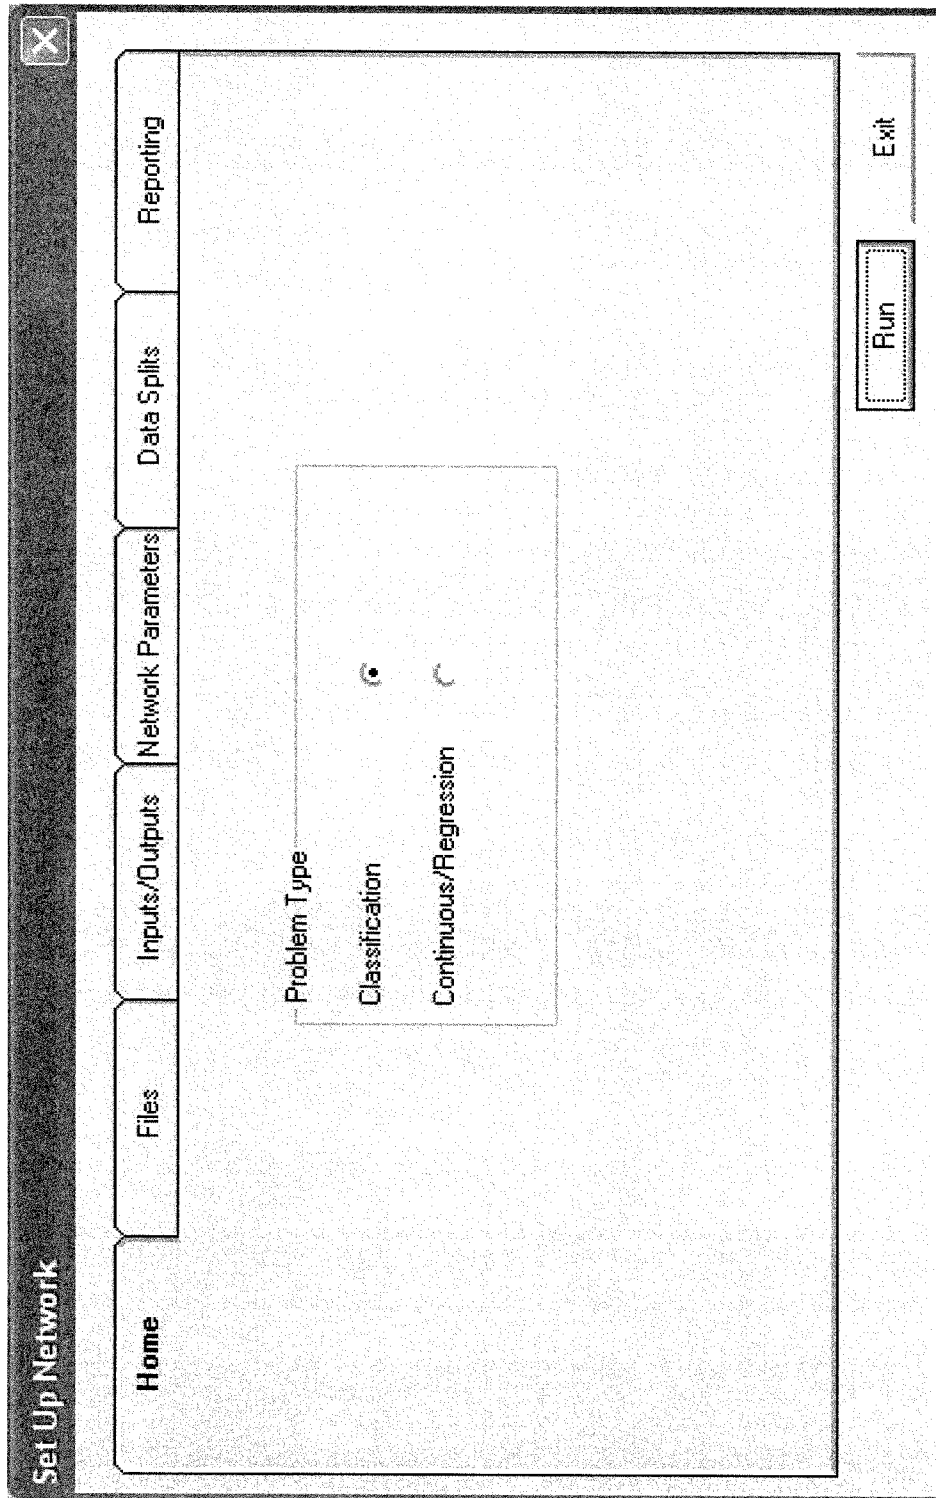 Set Up Network
Home Files Inputs/Outputs Network Parameters Data Splits Reporting
Problem Type
Classification
Continuous/Regression
Run Exit